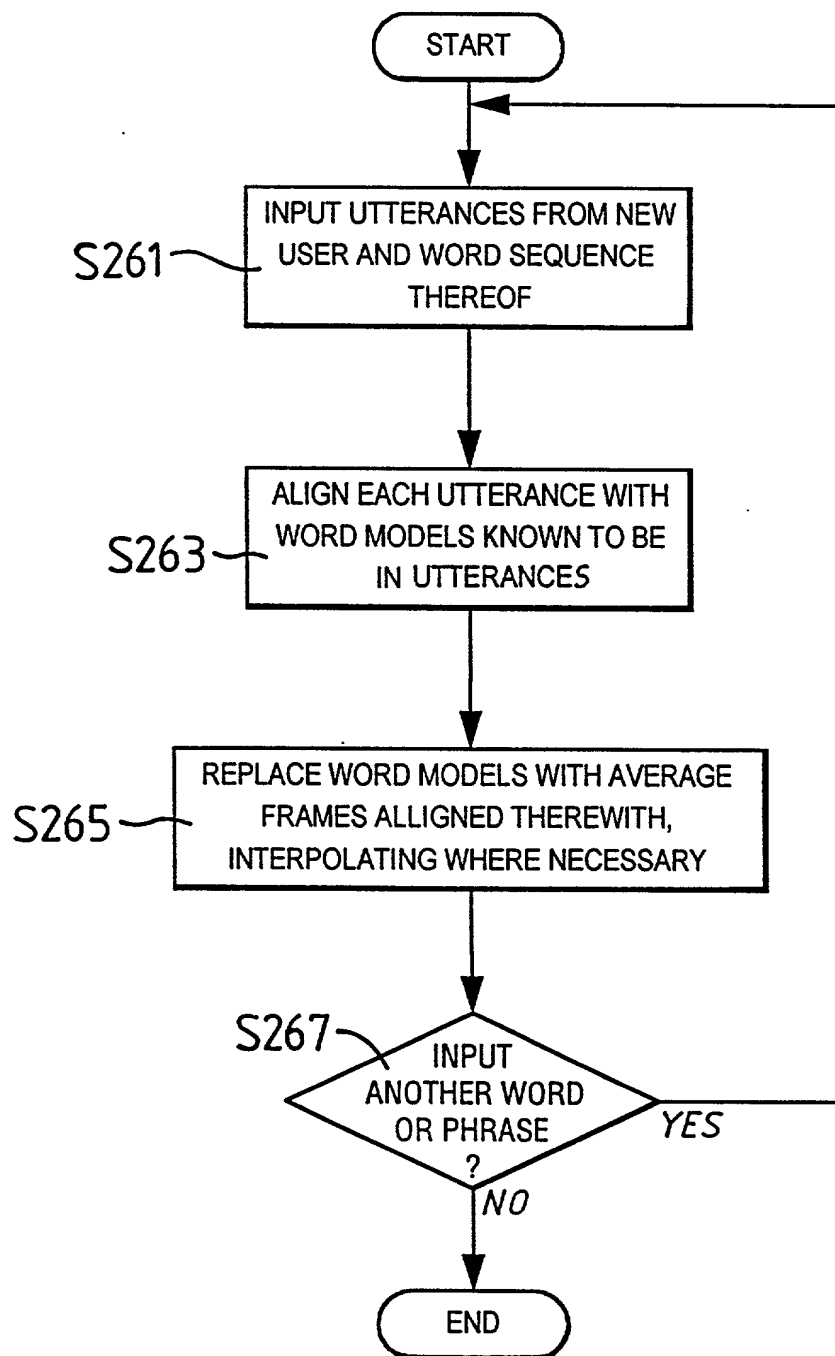 START
INPUT UTTERANCES FROM NEW
USER AND WORD SEQUENCE
THEREOF
S261
ALIGN EACH UTTERANCE WITH
WORD MODELS KNOWN TO BE
IN UTTERANCES
S263
REPLACE WORD MODELS WITH AVERAGE
FRAMES ALLIGNED THEREWITH,
INTERPOLATING WHERE NECESSARY
S265
S267
INPUT
ANOTHER WORD
OR PHRASE
?
YES
NO
END